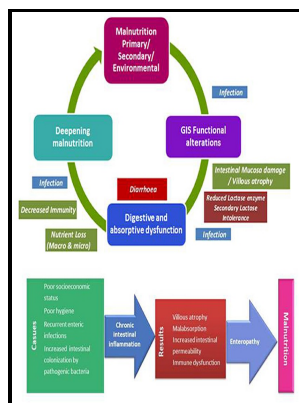 Malnutrition
Primary/
Secondary/
Environmental
Infection
Deepening
malnutrition
GIS Functional
alterations
Infection
Diarrhoea
Intestinal Mucosa damage
/ Villous atrophy
Decreased Immunity
Reduced Lactase enzyme
Secondary Lactose
Intolerance
Nutrient Loss
(Macro & micro)
Digestive and
absorptive dysfunction
Infection
Casues
Poor socioeconomic
status
Poor hygiene
Recurrent enteric
infections
Increased intestinal
colonization by
pathogenic bacteria
Chronic
intestinal
inflammation
Results
Villous atrophy
Malabsorption
Increased intestinal
permeability
Immune dysfunction
Enteropathy
Malnutrition